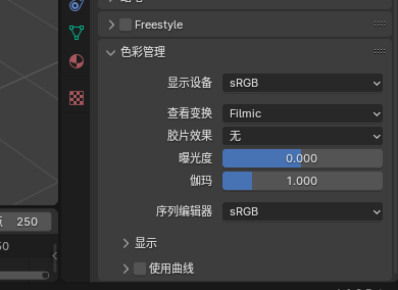 Freestyle
色彩管理
显示设备 sRGB
查看变换 Filmic
胶片效果 无
曝光度 0.000
伽玛 1.000
序列编辑器 sRGB
250
显示
使用曲线